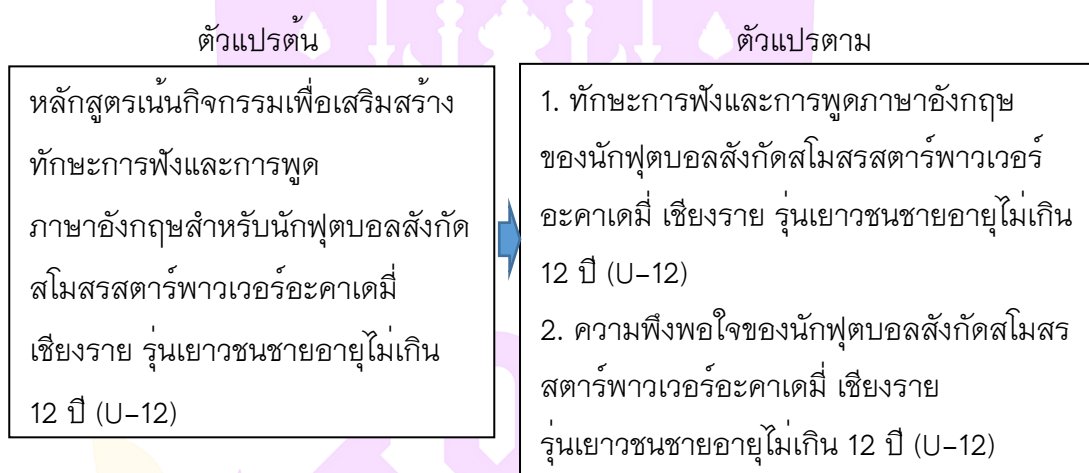 ตัวแปรต้น
หลักสูตรเน้นกิจกรรมเพื่อเสริมสร้าง
ทักษะการฟังและการพูด
ภาษาอังกฤษสำหรับนักฟุตบอลสังกัด
สโมสรสตาร์พาวเวอร์อะคาเดมี่
เชียงราย รุ่นเยาวชนชายอายุไม่เกิน
12 ปี (U-12)
ตัวแปรตาม
1. ทักษะการฟังและการพูดภาษาอังกฤษ
ของนักฟุตบอลสังกัดสโมสรสตาร์พาวเวอร์
อะคาเดมี่ เชียงราย รุ่นเยาวชนชายอายุไม่เกิน
12 ปี (U-12)
2. ความพึงพอใจของนักฟุตบอลสังกัดสโมสร
สตาร์พาวเวอร์อะคาเดมี่ เชียงราย
รุ่นเยาวชนชายอายุไม่เกิน 12 ปี (U-12)